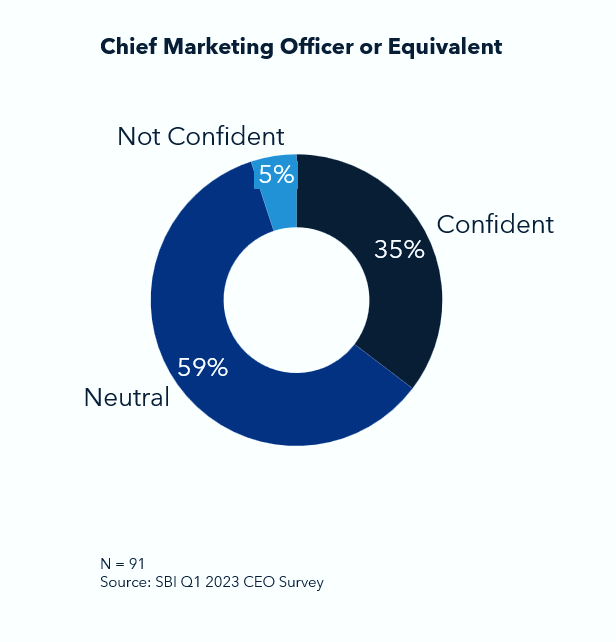 Chief Marketing Officer or Equivalent
Not Confident
5%
Confident
35%
59%
Neutral
N = 91
Source: SBI Q1 2023 CEO Survey